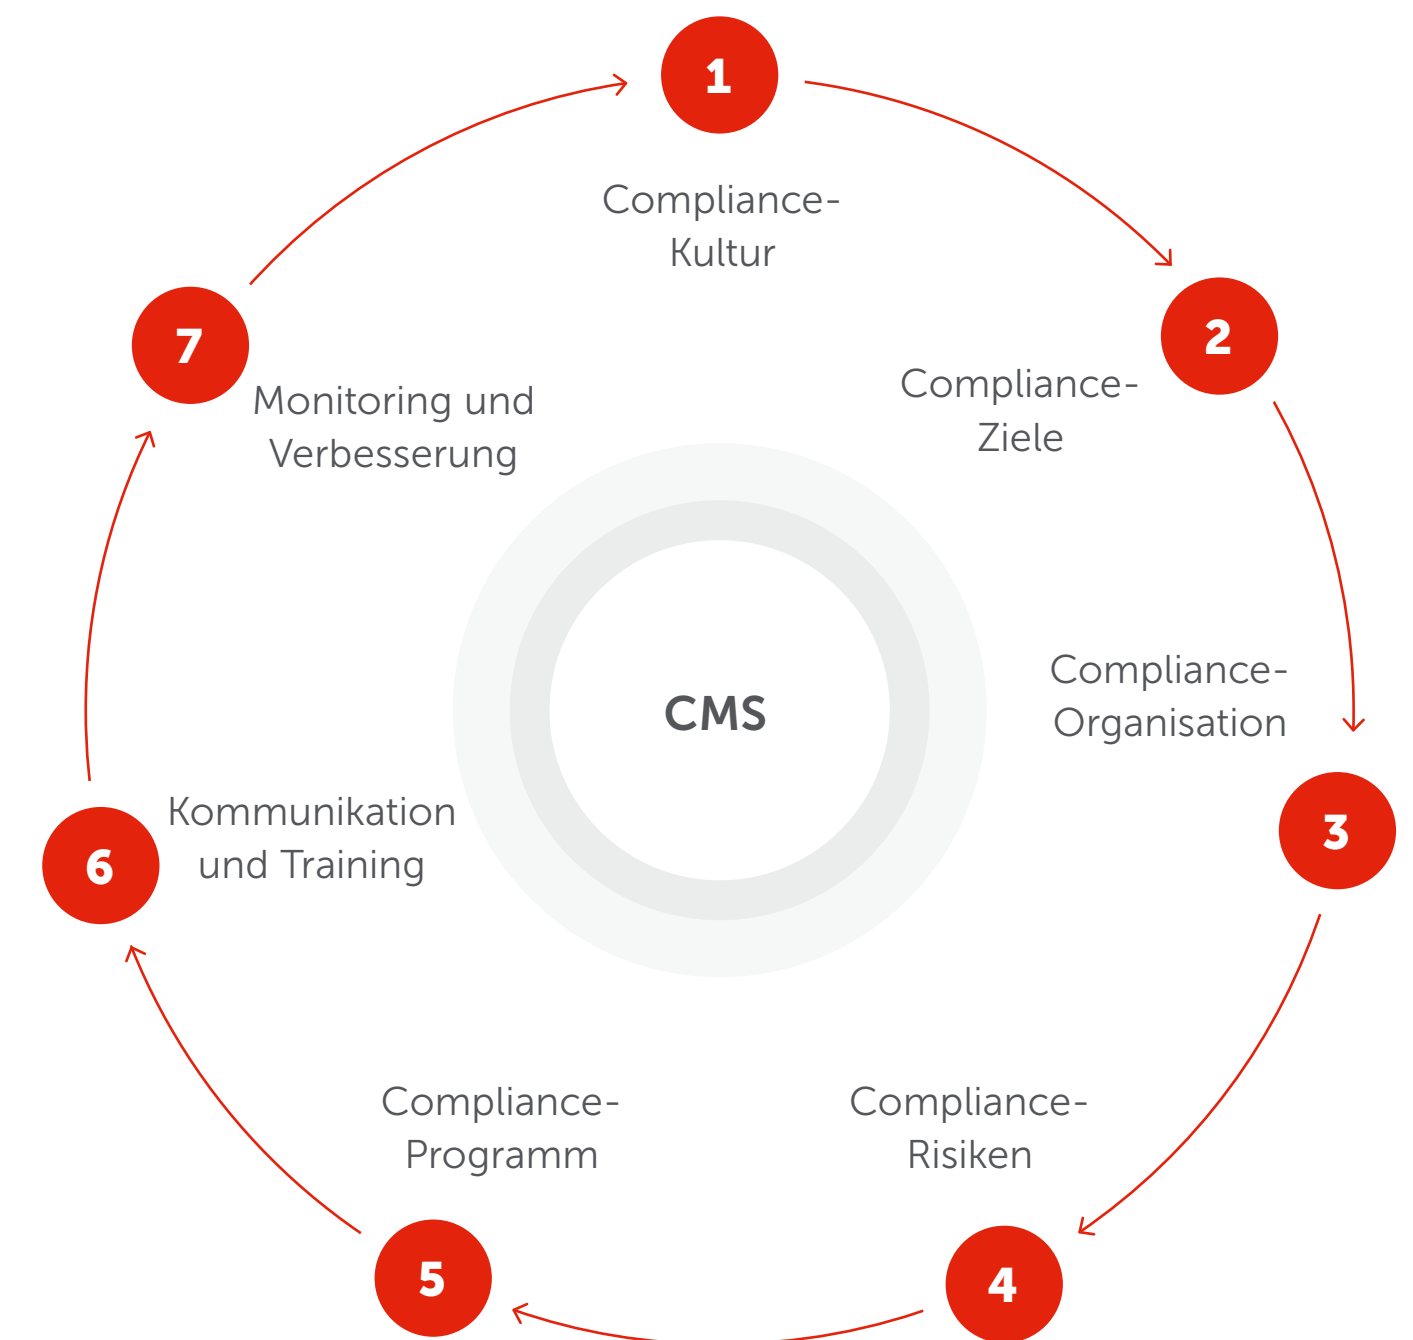 1
Compliance-
Kultur
2
Compliance-
Ziele
3
Compliance-
Organisation
4
Compliance-
Risiken
5
Compliance-
Programm
6
Kommunikation
und Training
7
Monitoring und
Verbesserung
CMS